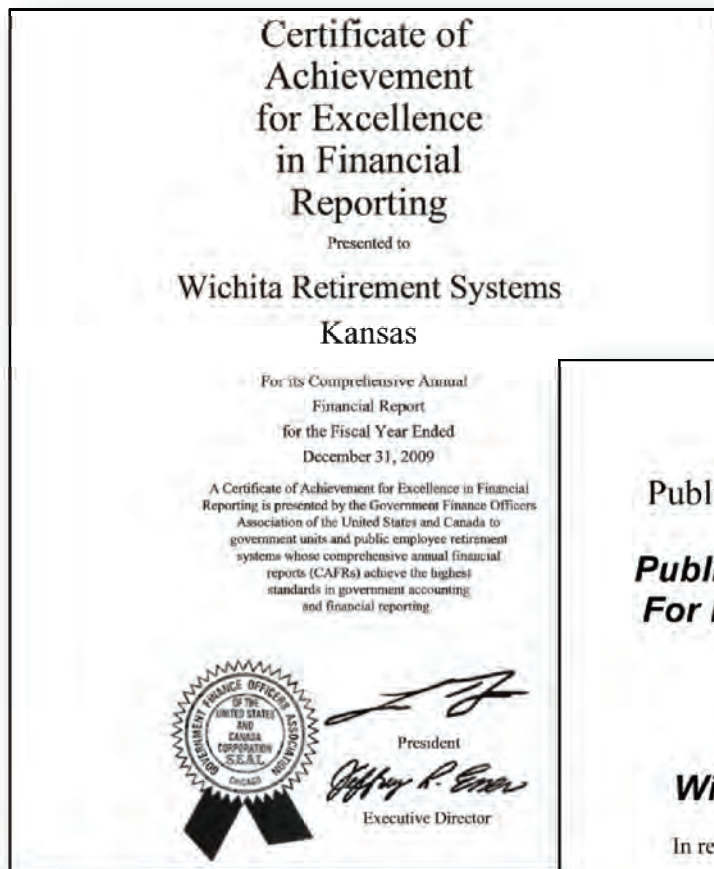 Certificate of
Achievement
for Excellence
in Financial
Reporting
Presented to
Wichita Retirement Systems
Kansas
For its Comprehensive Annual
Financial Report
for the Fiscal Year Ended
December 31, 2009
A Certificate of Achievement for Excellence in Financial
Reporting is presented by the Government Finance Officers
Association of the United States and Canada to
government units and public employee retirement
systems whose comprehensive annual financial
reports (CAFRs) achieve the highest
standards in government accounting
and financial reporting.
GOVERNMENT FINANCE OFFICERS ASSOCIATION
OF THE
UNITED STATES
AND
CANADA
CORPORATION
SEAL
CHICAGO
President
Jeffrey R. Ener
Executive Director
Publ
Publi
For
Wi
In re